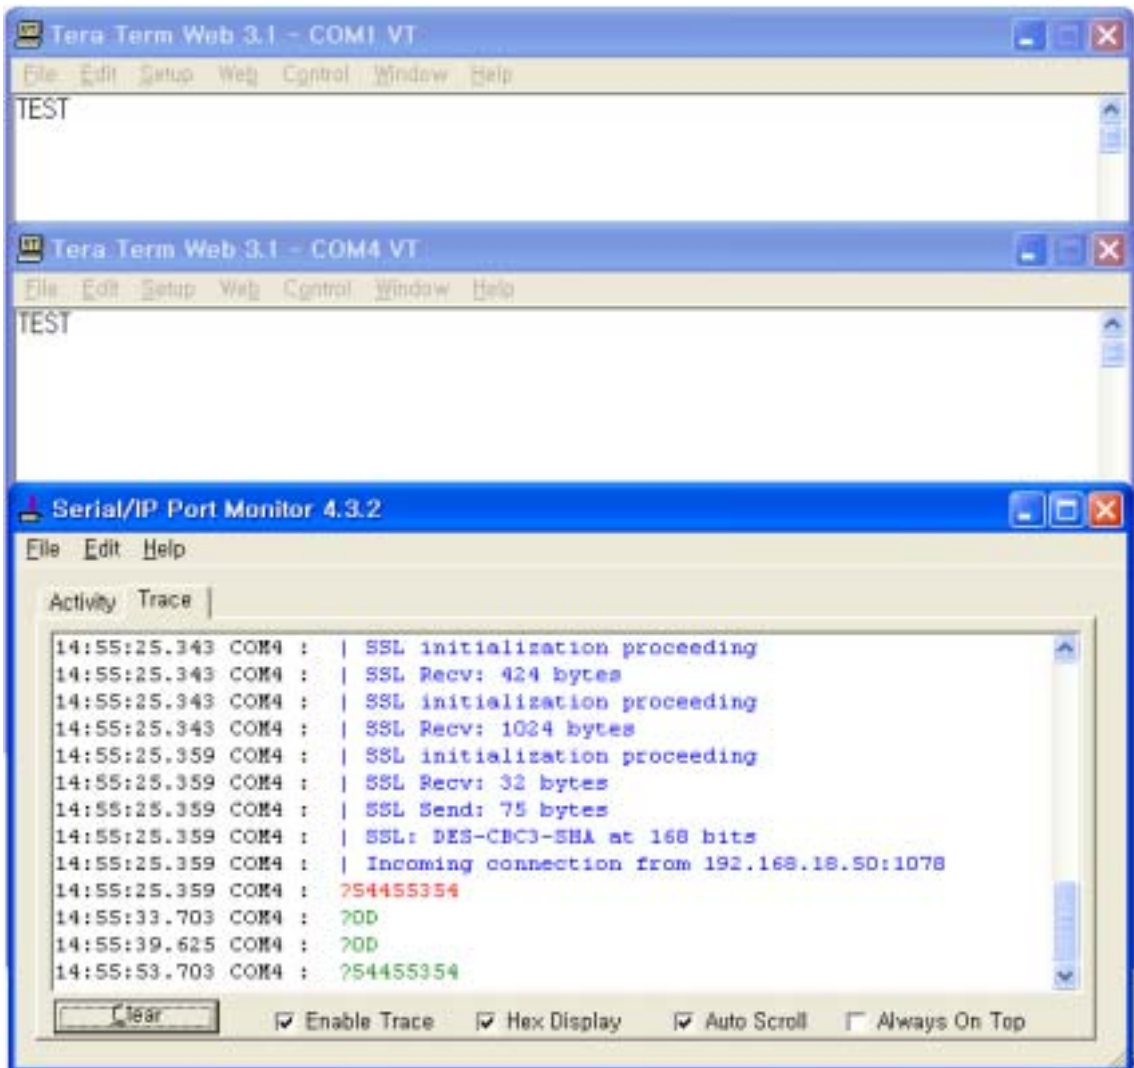 Tera Term Web 3.1 - COM1 VT
File Edit Setup Web Control Window Help
TEST
Tera Term Web 3.1 - COM4 VT
File Edit Setup Web Control Window Help
TEST
Serial/IP Port Monitor 4.3.2
File Edit Help
Activity Trace
14:55:25.343 COM4 : | SSL initialization proceeding
14:55:25.343 COM4 : | SSL Recv: 424 bytes
14:55:25.343 COM4 : | SSL initialization proceeding
14:55:25.343 COM4 : | SSL Recv: 1024 bytes
14:55:25.359 COM4 : | SSL initialization proceeding
14:55:25.359 COM4 : | SSL Recv: 32 bytes
14:55:25.359 COM4 : | SSL Send: 75 bytes
14:55:25.359 COM4 : | SSL: DES-CBC3-SHA at 168 bits
14:55:25.359 COM4 : | Incoming connection from 192.168.18.50:1078
14:55:25.359 COM4 : ?54455354
14:55:33.703 COM4 : ?0D
14:55:39.625 COM4 : ?0D
14:55:53.703 COM4 : ?54455354
Clear Enable Trace Hex Display Auto Scroll Always On Top